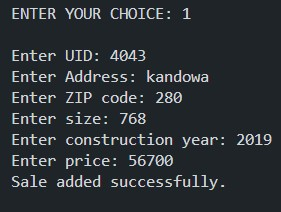 ENTER YOUR CHOICE: 1
Enter UID: 4043
Enter Address: kandowa
Enter ZIP code: 280
Enter size: 768
Enter construction year: 2019
Enter price: 56700
Sale added successfully.